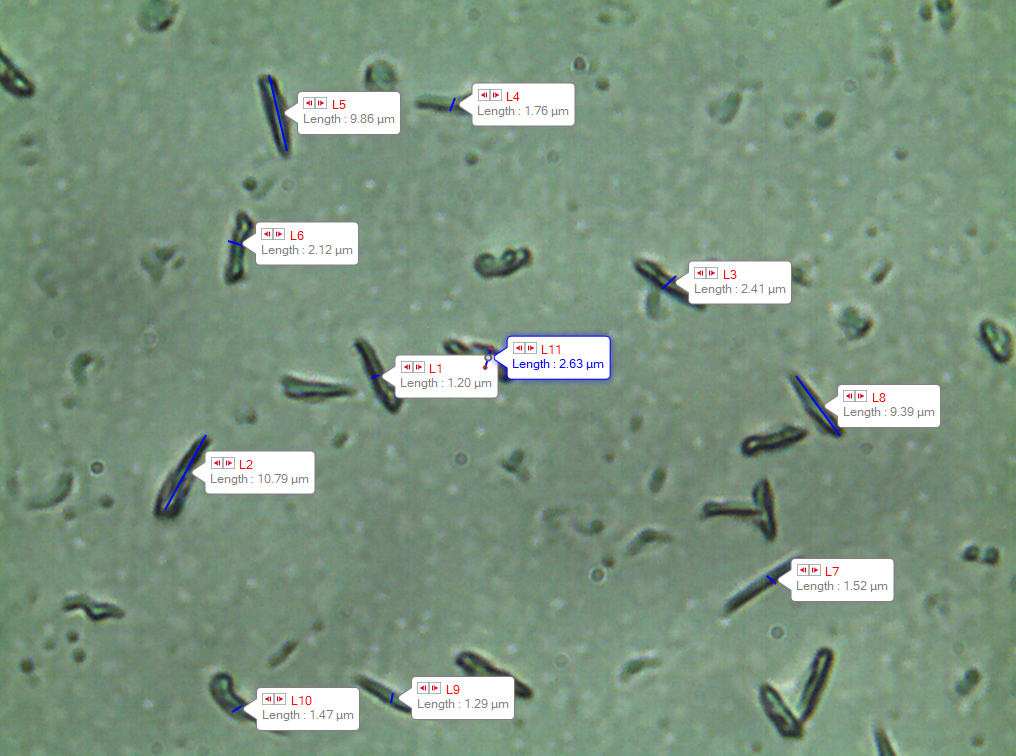 L5
Length : 9.86 µm
L4
Length : 1.76 µm
L6
Length : 2.12 µm
L3
Length : 2.41 µm
L11
Length : 2.63 µm
L1
Length : 1.20 µm
L8
Length : 9.39 µm
L2
Length : 10.79 µm
L7
Length : 1.52 µm
L9
Length : 1.29 µm
L10
Length : 1.47 µm